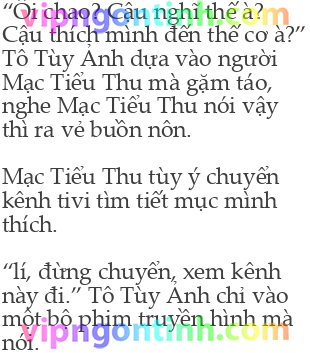 “Ôi chao? Cậu nghĩ thế à?
vipngontinh.com
Cậu thích mình đến thế cơ à?”
Tô Tùy Ảnh dựa vào người
Mạc Tiểu Thu mà gặm táo,
nghe Mạc Tiểu Thu nói vậy
thì ra vẻ buồn nôn.
Mạc Tiểu Thu tùy ý chuyển
kênh tivi tìm tiết mục mình
thích.
“lí, đừng chuyển, xem kênh
này đi.” Tô Tùy Ảnh chỉ vào
một bộ phim truyền hình mà
vipngontinh.com
nói.